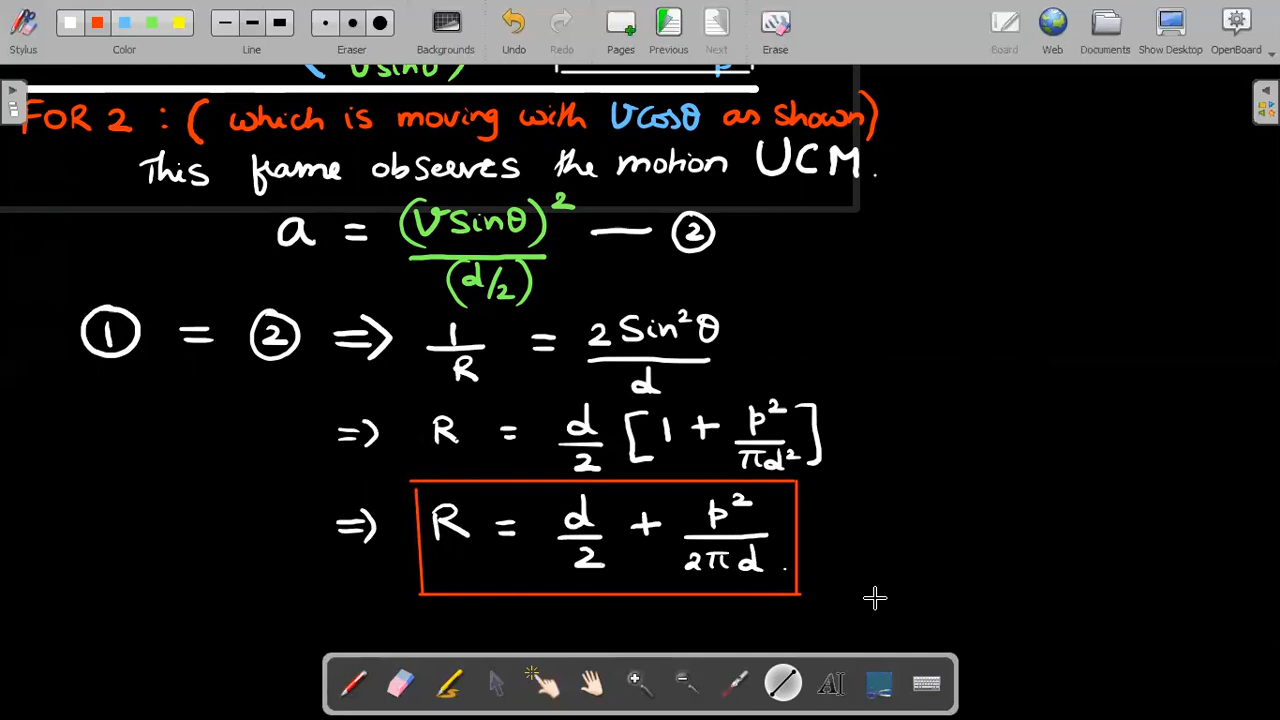 Stylus Color Line Eraser Backgrounds Undo Redo Pages Previous Next Erase Board Web Documents Show Desktop OpenBoard
(Vsinθ)
FOR 2 : ( which is moving with Vcosθ as shown)
This frame observes the motion UCM.
a = (VSinθ)² / (d/2) — ②
① = ② => 1/R = 2 Sin²θ / d
=> R = d/2 [1 + p²/πd²]
=> R = d/2 + p²/2πd .